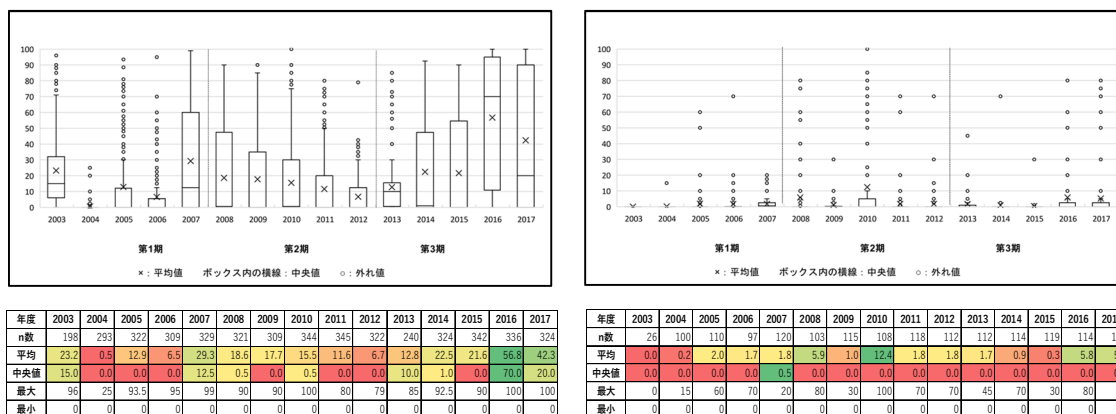 100
90
80
70
60
50
40
30
20
10
0
2003 2004 2005 2006 2007 2008 2009 2010 2011 2012 2013 2014 2015 2016 2017
第1期 第2期 第3期
×：平均値 ボックス内の横線：中央値 ○：外れ値
100
90
80
70
60
50
40
30
20
10
0
2003 2004 2005 2006 2007 2008 2009 2010 2011 2012 2013 2014 2015 2016 2017
第1期 第2期 第3期
×：平均値 ボックス内の横線：中央値 ○：外れ値
年度 2003 2004 2005 2006 2007 2008 2009 2010 2011 2012 2013 2014 2015 2016 2017
n数 198 293 322 309 329 321 309 344 345 322 240 324 342 336 324
平均 23.2 0.5 12.9 6.5 29.3 18.6 17.7 15.5 11.6 6.7 12.8 22.5 21.6 56.8 42.3
中央値 15.0 0.0 0.0 0.0 12.5 0.5 0.0 0.5 0.0 0.0 10.0 1.0 0.0 70.0 20.0
最大 96 25 93.5 95 99 90 90 100 80 79 85 92.5 90 100 100
最小 0 0 0 0 0 0 0 0 0 0 0 0 0 0 0
年度 2003 2004 2005 2006 2007 2008 2009 2010 2011 2012 2013 2014 2015 2016
n数 26 100 110 97 120 103 115 108 118 112 112 114 119 114
平均 0.0 0.2 2.0 1.7 1.8 5.9 1.0 12.4 1.8 1.8 1.7 0.9 0.3 5.8
中央値 0.0 0.0 0.0 0.0 0.5 0.0 0.0 0.0 0.0 0.0 0.0 0.0 0.0 0.0
最大 0 15 60 70 20 80 30 100 70 70 45 70 30 80
最小 0 0 0 0 0 0 0 0 0 0 0 0 0 0